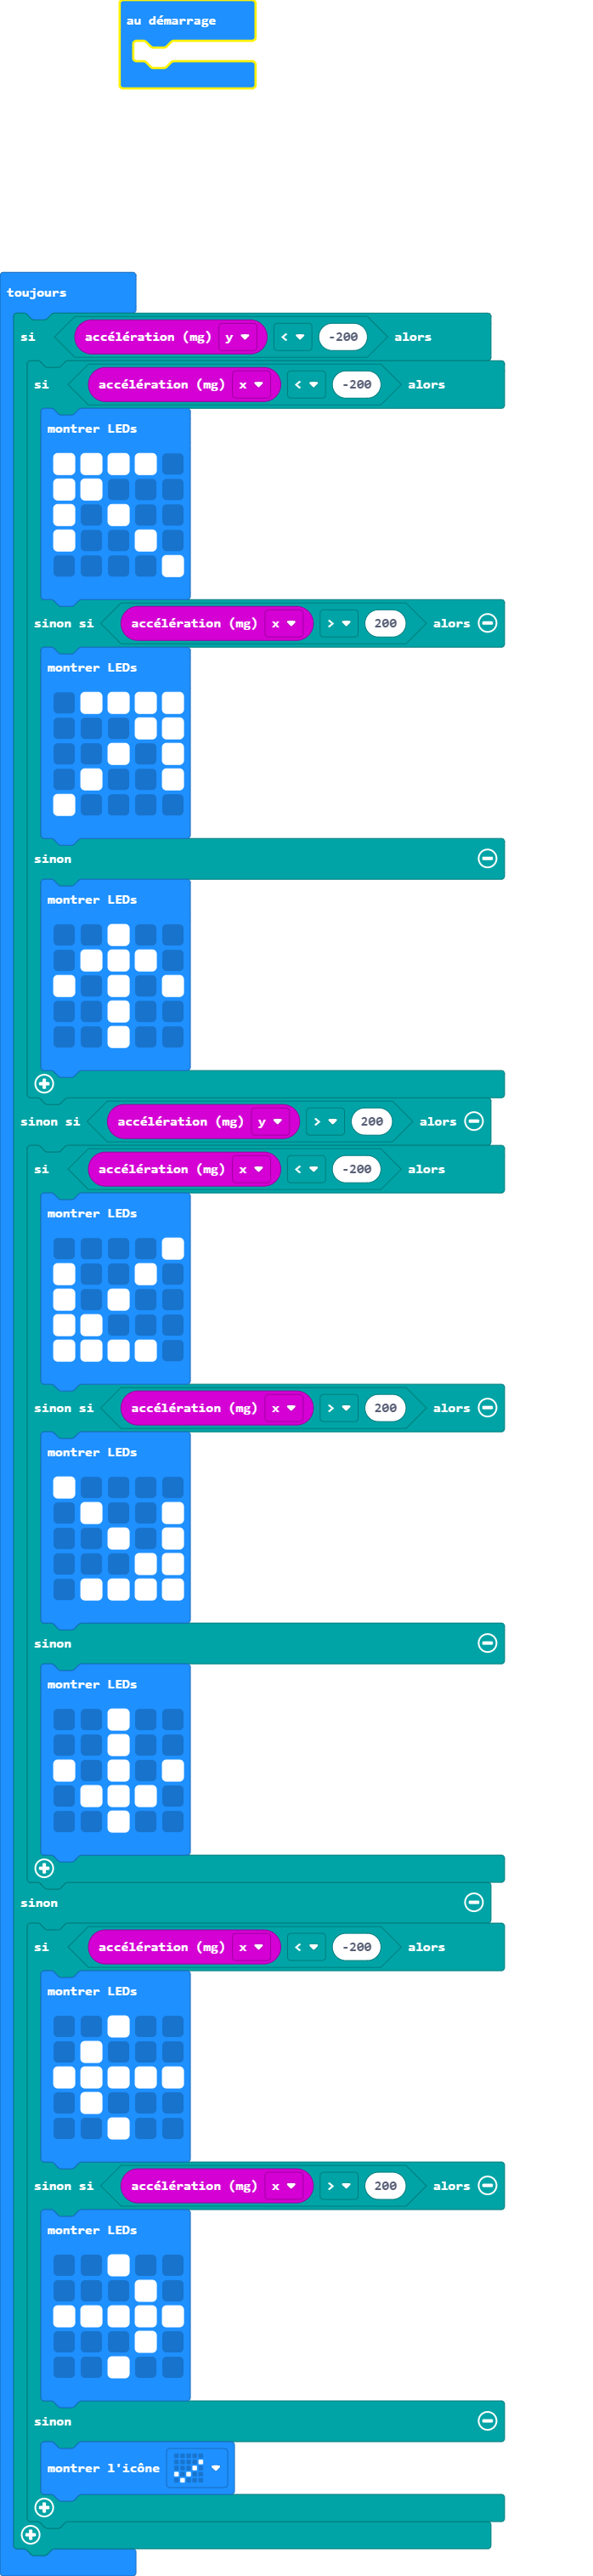 au démarrage
toujours
si accélération (mg) y < -200 alors
si accélération (mg) x < -200 alors
montrer LEDs
sinon si accélération (mg) x > 200 alors
montrer LEDs
sinon
montrer LEDs
sinon si accélération (mg) y > 200 alors
si accélération (mg) x < -200 alors
montrer LEDs
sinon si accélération (mg) x > 200 alors
montrer LEDs
sinon
montrer LEDs
sinon
si accélération (mg) x < -200 alors
montrer LEDs
sinon si accélération (mg) x > 200 alors
montrer LEDs
sinon
montrer l'icône